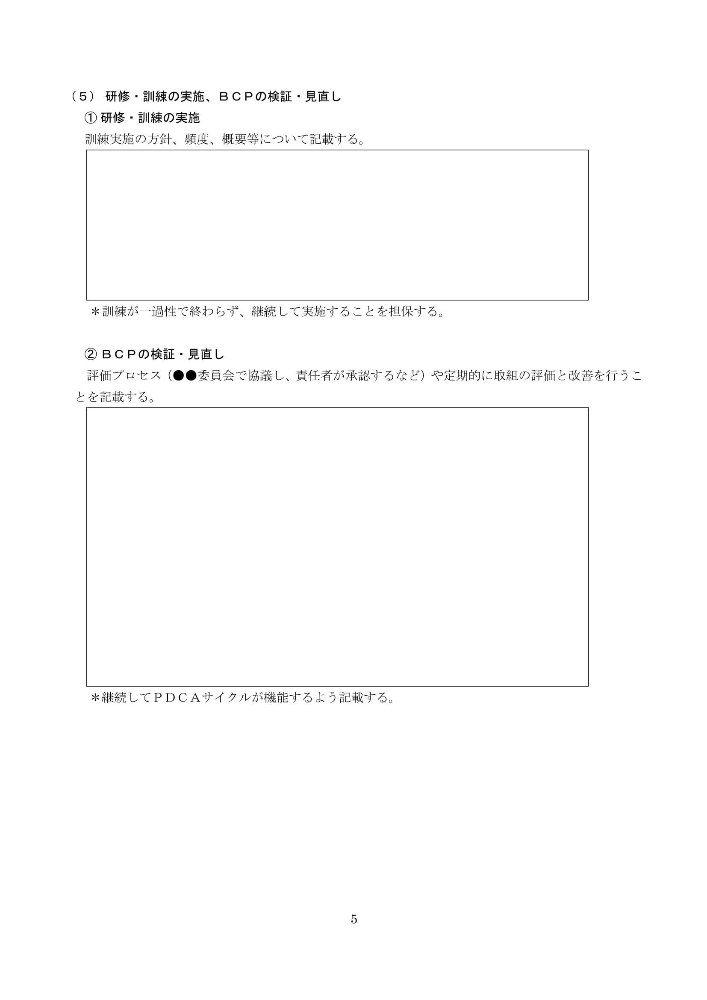 （５） 研修・訓練の実施、ＢＣＰの検証・見直し
① 研修・訓練の実施
訓練実施の方針、頻度、概要等について記載する。
＊訓練が一過性で終わらず、継続して実施することを担保する。
② ＢＣＰの検証・見直し
評価プロセス（●●委員会で協議し、責任者が承認するなど）や定期的に取組の評価と改善を行うこ
とを記載する。
＊継続してＰＤＣＡサイクルが機能するよう記載する。
5